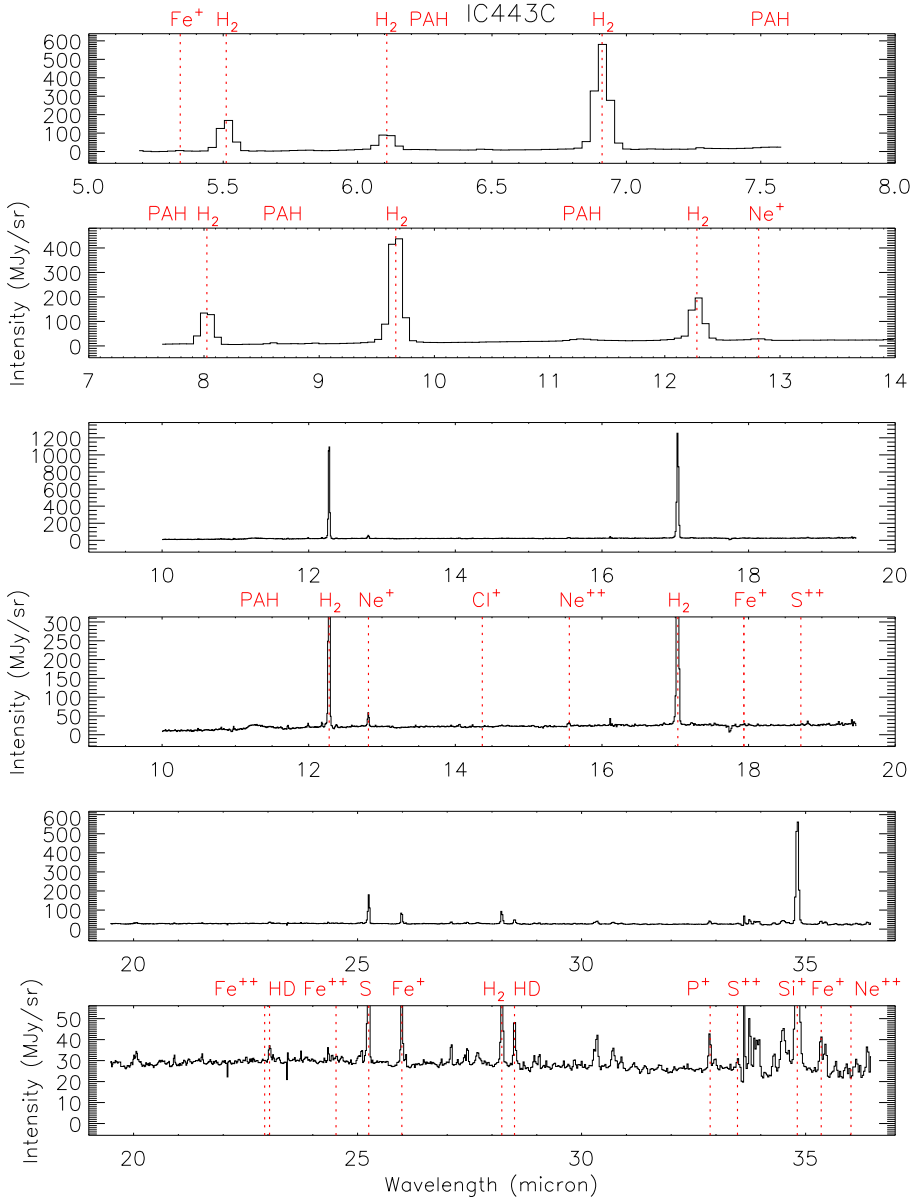 IC443C
Fe⁺ H₂ H₂ PAH H₂ PAH
600
500
400
300
200
100
0
5.0 5.5 6.0 6.5 7.0 7.5 8.0
PAH H₂ PAH H₂ PAH H₂ Ne⁺
Intensity (MJy/sr)
400
300
200
100
0
7 8 9 10 11 12 13 14
1200
1000
800
600
400
200
0
10 12 14 16 18 20
PAH H₂ Ne⁺ Cl⁺ Ne⁺⁺ H₂ Fe⁺ S⁺⁺
Intensity (MJy/sr)
300
250
200
150
100
50
0
10 12 14 16 18 20
600
500
400
300
200
100
0
20 25 30 35
Fe⁺⁺ HD Fe⁺⁺ S Fe⁺ H₂ HD P⁺ S⁺⁺ Si⁺ Fe⁺ Ne⁺⁺
Intensity (MJy/sr)
50
40
30
20
10
0
20 25 30 35
Wavelength (micron)